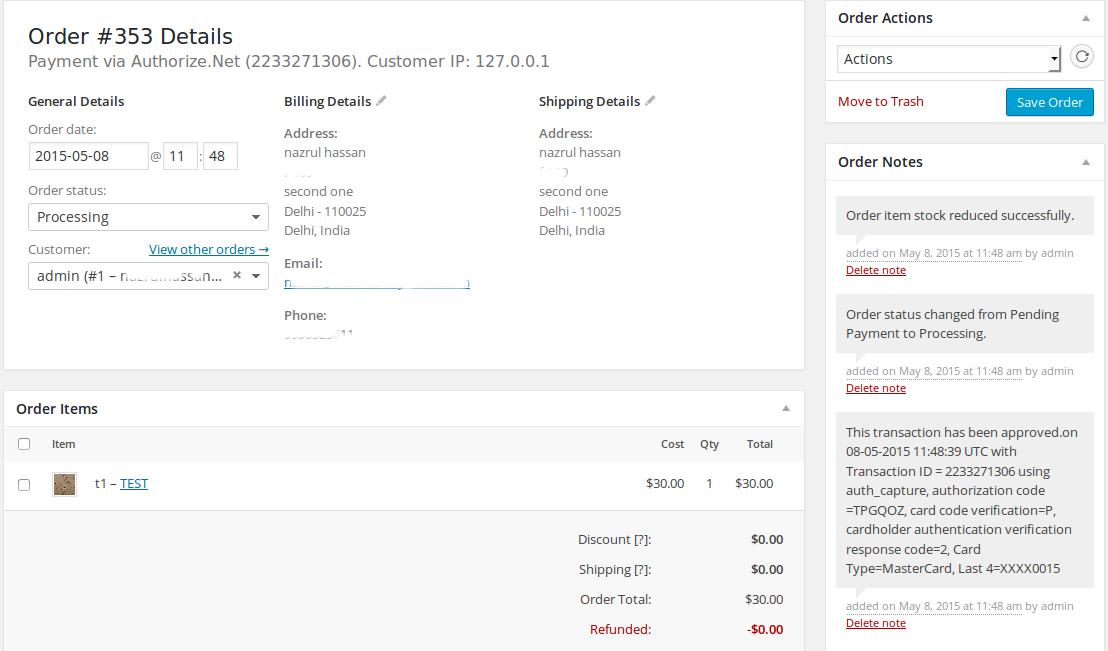 Order #353 Details
Payment via Authorize.Net (2233271306). Customer IP: 127.0.0.1
General Details
Order date:
2015-05-08 @ 11 : 48
Order status:
Processing
Customer: View other orders →
admin (#1 –
Billing Details
Address:
nazrul hassan
second one
Delhi - 110025
Delhi, India
Email:
Phone:
Shipping Details
Address:
nazrul hassan
second one
Delhi - 110025
Delhi, India
Order Items
Item Cost Qty Total
t1 – TEST $30.00 1 $30.00
Discount [?]: $0.00
Shipping [?]: $0.00
Order Total: $30.00
Refunded: -$0.00
Order Actions
Actions
Move to Trash Save Order
Order Notes
Order item stock reduced successfully.
added on May 8, 2015 at 11:48 am by admin
Delete note
Order status changed from Pending
Payment to Processing.
added on May 8, 2015 at 11:48 am by admin
Delete note
This transaction has been approved.on
08-05-2015 11:48:39 UTC with
Transaction ID = 2233271306 using
auth_capture, authorization code
=TPGQOZ, card code verification=P,
cardholder authentication verification
response code=2, Card
Type=MasterCard, Last 4=XXXX0015
added on May 8, 2015 at 11:48 am by admin
Delete note